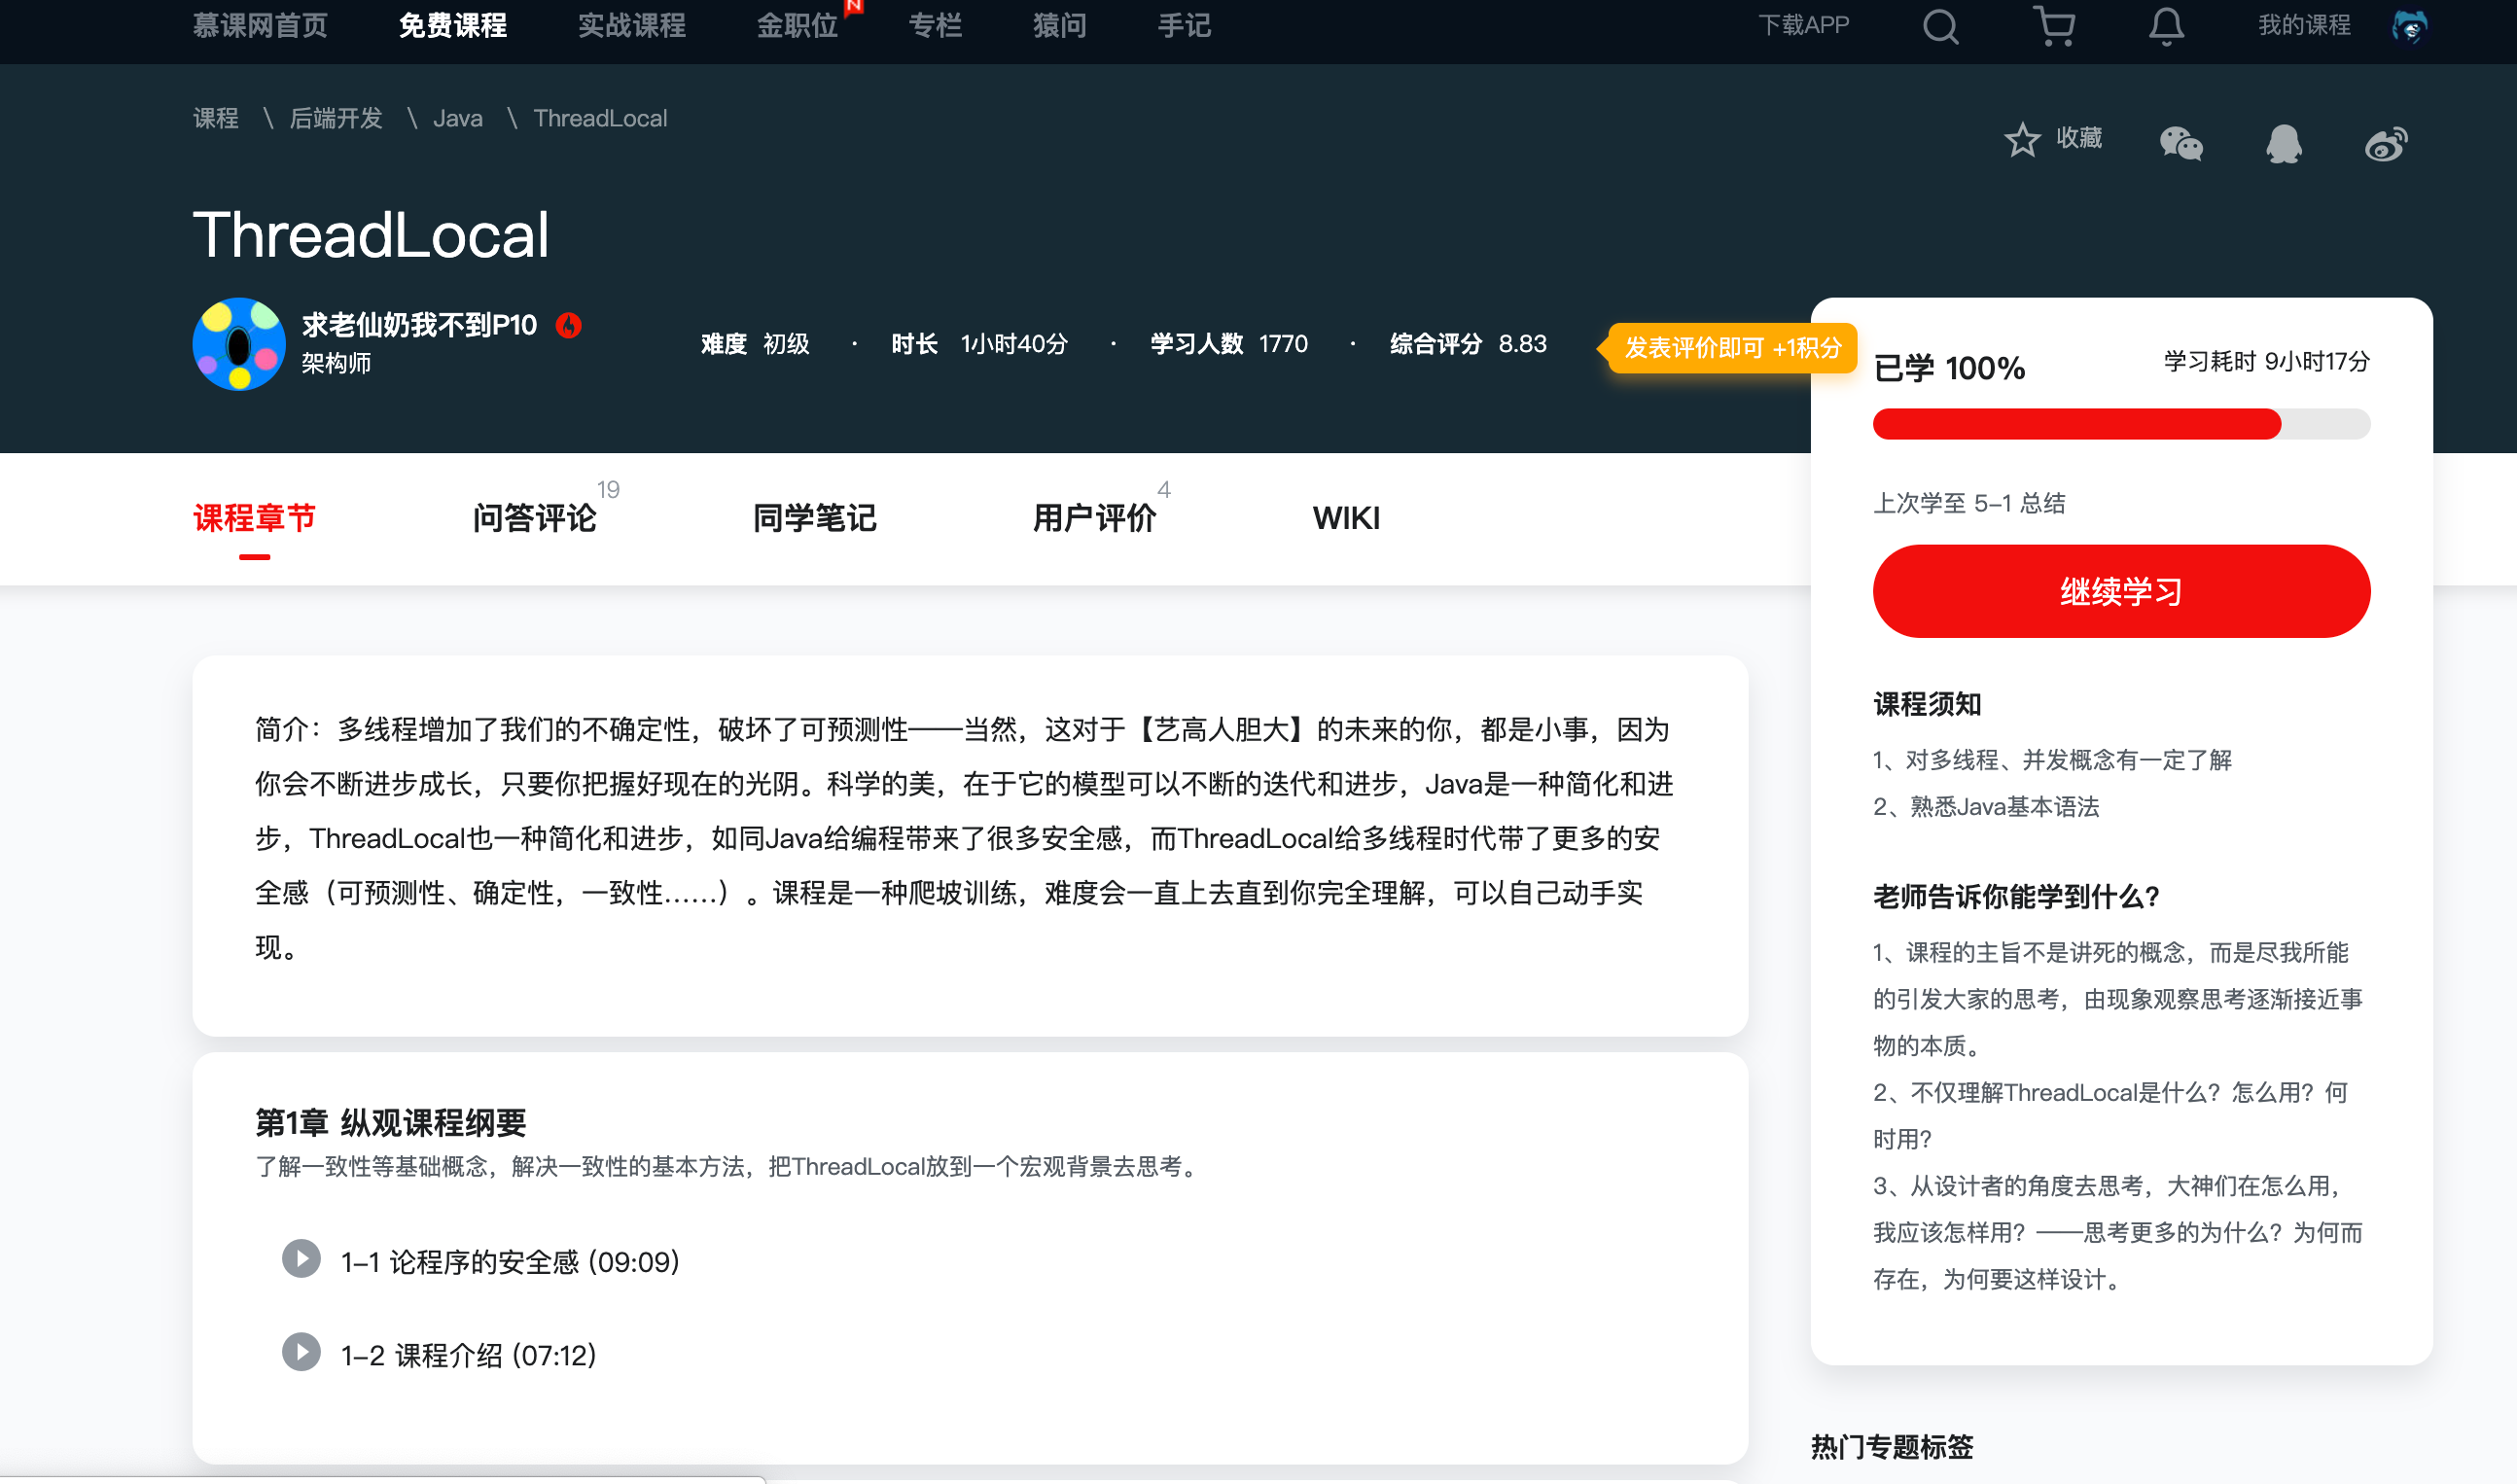 慕课网首页 免费课程 实战课程 金职位 N 专栏 猿问 手记 下载APP 我的课程
课程 \ 后端开发 \ Java \ ThreadLocal
收藏
ThreadLocal
求老仙奶我不到P10
架构师
难度 初级 · 时长 1小时40分 · 学习人数 1770 · 综合评分 8.83
发表评价即可 +1积分
已学 100% 学习耗时 9小时17分
上次学至 5-1 总结
继续学习
课程章节 问答评论 19 同学笔记 用户评价 4 WIKI
简介：多线程增加了我们的不确定性，破坏了可预测性——当然，这对于【艺高人胆大】的未来的你，都是小事，因为
你会不断进步成长，只要你把握好现在的光阴。科学的美，在于它的模型可以不断的迭代和进步，Java是一种简化和进
步，ThreadLocal也一种简化和进步，如同Java给编程带来了很多安全感，而ThreadLocal给多线程时代带了更多的安
全感（可预测性、确定性，一致性……）。课程是一种爬坡训练，难度会一直上去直到你完全理解，可以自己动手实
现。
第1章 纵观课程纲要
了解一致性等基础概念，解决一致性的基本方法，把ThreadLocal放到一个宏观背景去思考。
1-1 论程序的安全感 (09:09)
1-2 课程介绍 (07:12)
课程须知
1、对多线程、并发概念有一定了解
2、熟悉Java基本语法
老师告诉你能学到什么？
1、课程的主旨不是讲死的概念，而是尽我所能
的引发大家的思考，由现象观察思考逐渐接近事
物的本质。
2、不仅理解ThreadLocal是什么？怎么用？何
时用？
3、从设计者的角度去思考，大神们在怎么用，
我应该怎样用？——思考更多的为什么？为何而
存在，为何要这样设计。
热门专题标签